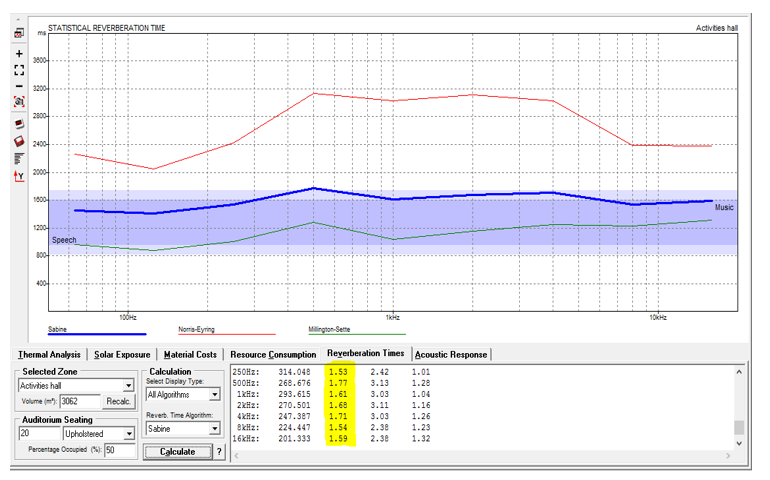 STATISTICAL REVERBERATION TIME
Activities hall
ms
3600
3200
2800
2400
2000
1600
1200
800
400
Music
Speech
100Hz
1kHz
10kHz
Sabine
Norris-Eyring
Millington-Sette
Thermal Analysis
Solar Exposure
Material Costs
Resource Consumption
Reverberation Times
Acoustic Response
Selected Zone
Activities hall
Volume (m³): 3062 Recalc.
Auditorium Seating
20 Upholstered
Percentage Occupied (%): 50
Calculation
Select Display Type:
All Algorithms
Reverb. Time Algorithm:
Sabine
Calculate ?
250Hz: 314.048 1.53 2.42 1.01
500Hz: 268.676 1.77 3.13 1.28
1kHz: 293.615 1.61 3.03 1.04
2kHz: 270.501 1.68 3.11 1.16
4kHz: 247.387 1.71 3.03 1.26
8kHz: 224.447 1.54 2.38 1.23
16kHz: 201.333 1.59 2.38 1.32